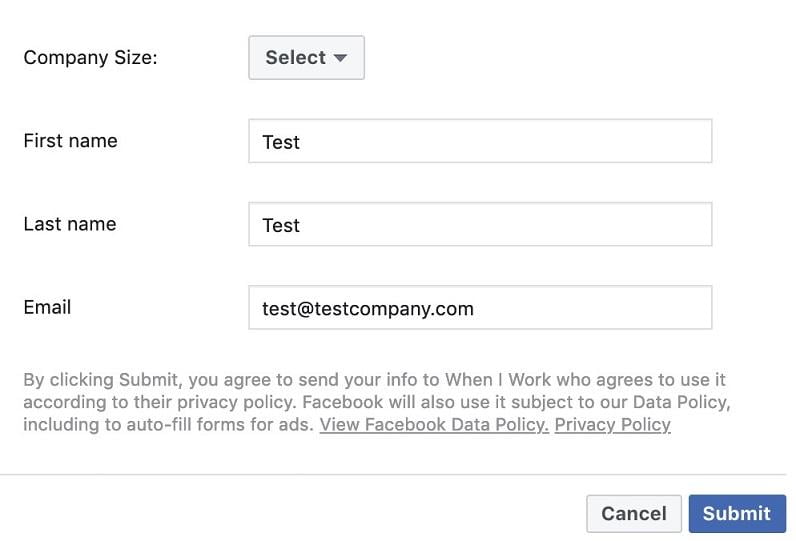 Company Size: Select
First name Test
Last name Test
Email test@testcompany.com
By clicking Submit, you agree to send your info to When I Work who agrees to use it
according to their privacy policy. Facebook will also use it subject to our Data Policy,
including to auto-fill forms for ads. View Facebook Data Policy. Privacy Policy
Cancel Submit